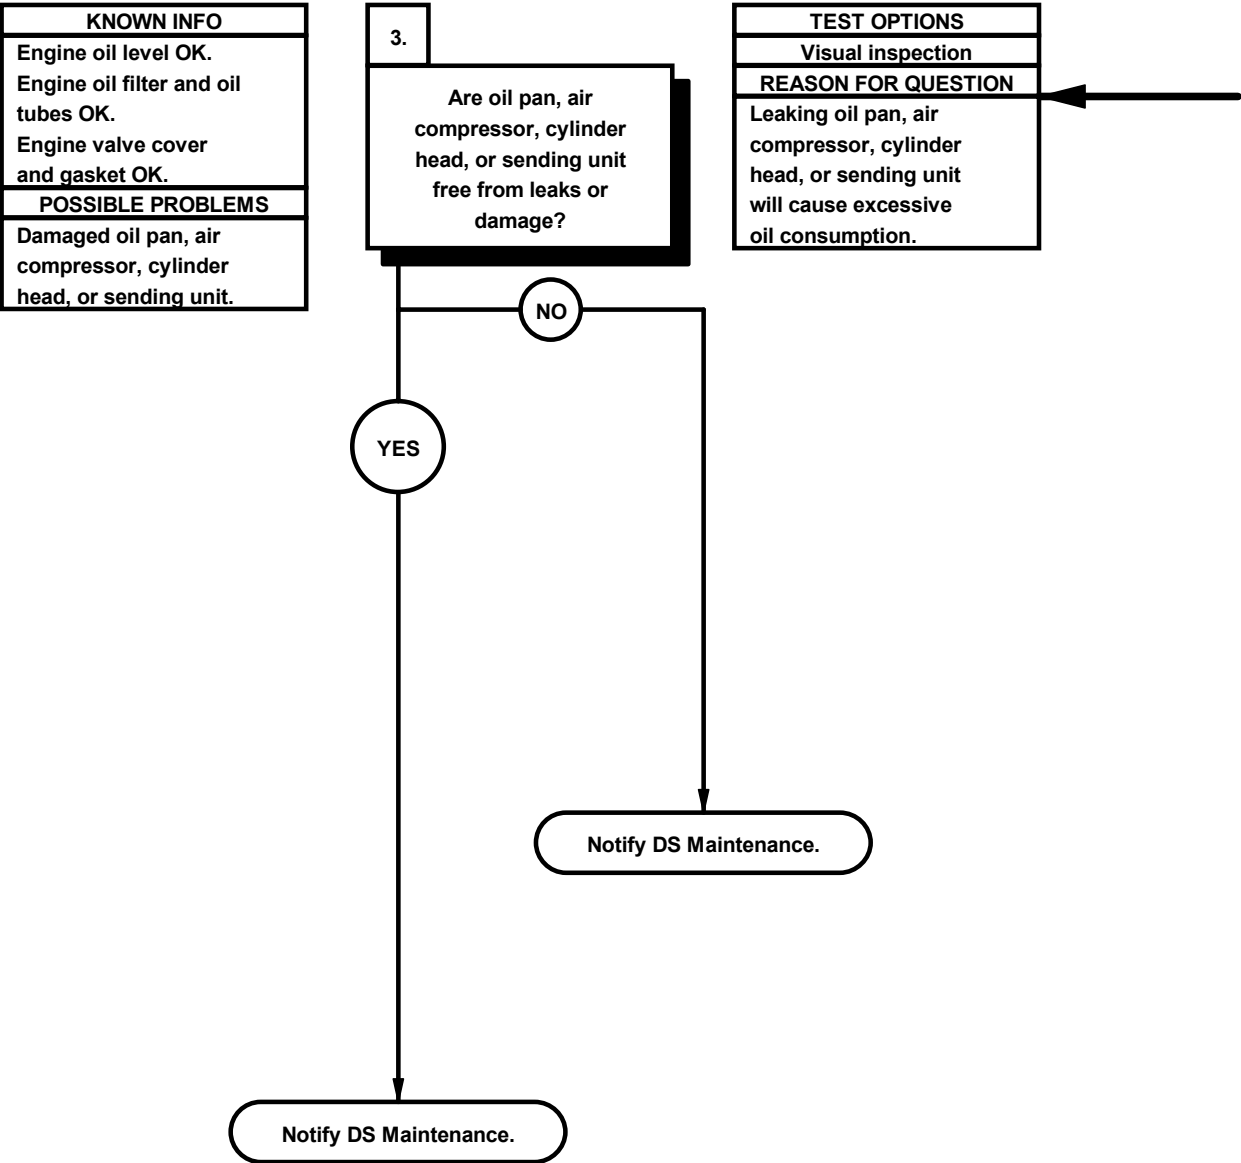 KNOWN INFO
Engine oil level OK.
Engine oil filter and oil
tubes OK.
Engine valve cover
and gasket OK.
POSSIBLE PROBLEMS
Damaged oil pan, air
compressor, cylinder
head, or sending unit.
3.
Are oil pan, air
compressor, cylinder
head, or sending unit
free from leaks or
damage?
TEST OPTIONS
Visual inspection
REASON FOR QUESTION
Leaking oil pan, air
compressor, cylinder
head, or sending unit
will cause excessive
oil consumption.
NO
YES
Notify DS Maintenance.
Notify DS Maintenance.